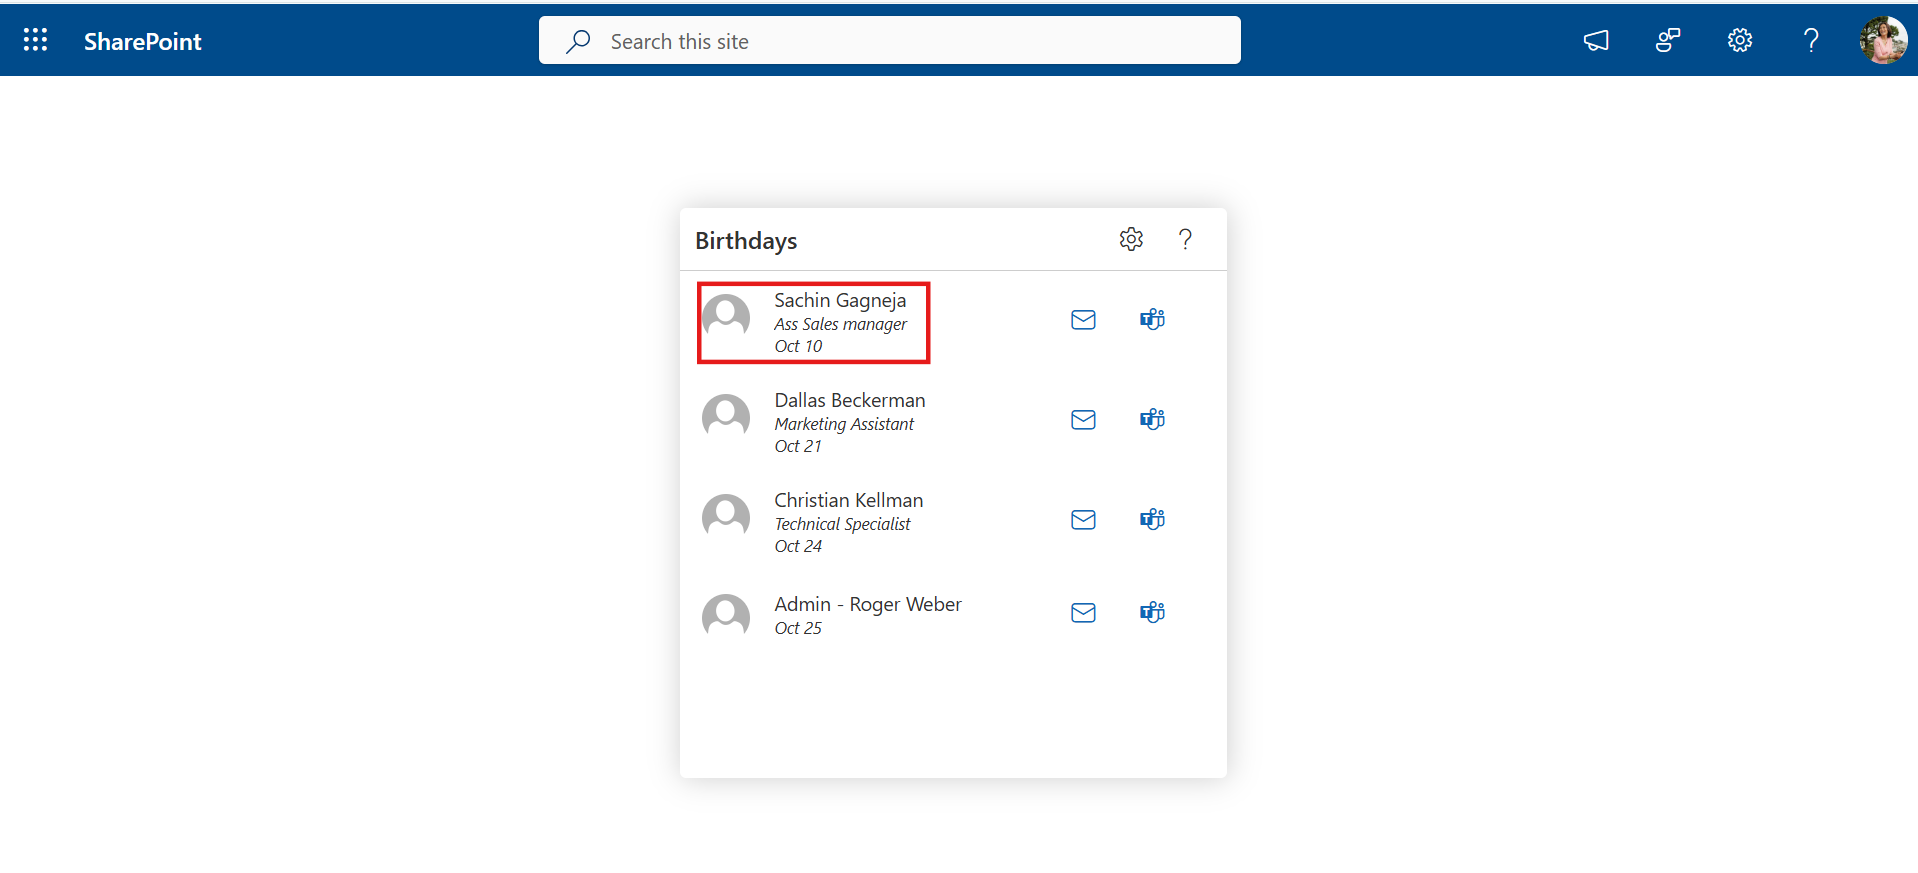 SharePoint
Search this site
Birthdays
Sachin Gagneja
Ass Sales manager
Oct 10
Dallas Beckerman
Marketing Assistant
Oct 21
Christian Kellman
Technical Specialist
Oct 24
Admin - Roger Weber
Oct 25